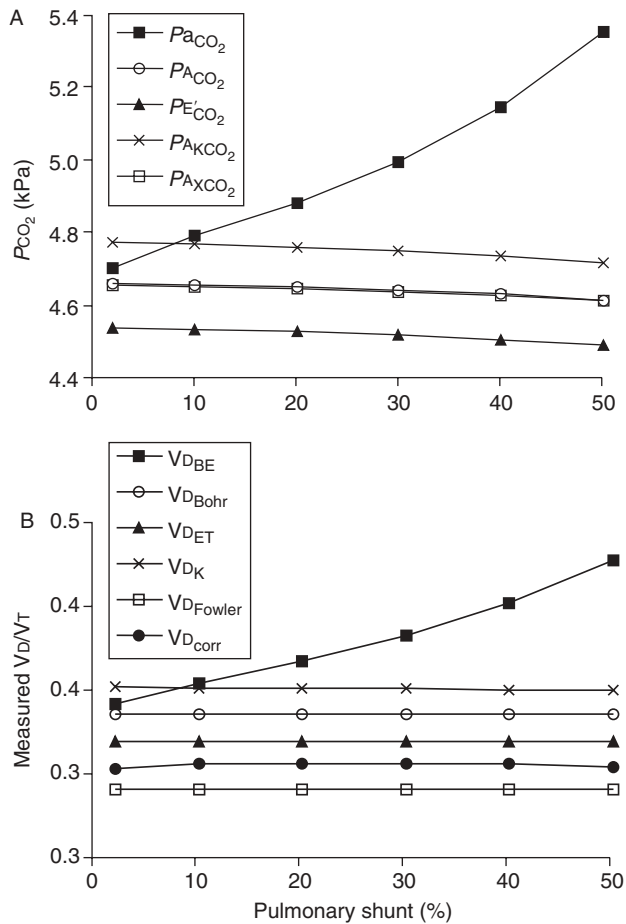 A
5.4
5.2
5.0
4.8
4.6
4.4
PCO₂ (kPa)
PaCO₂
PACO₂
PE′CO₂
PAKCO₂
PAXCO₂
0 10 20 30 40 50
B
0.5
0.4
0.4
0.3
0.3
Measured VD/VT
VDBE
VDBohr
VDET
VDK
VDFowler
VDcorr
0 10 20 30 40 50
Pulmonary shunt (%)